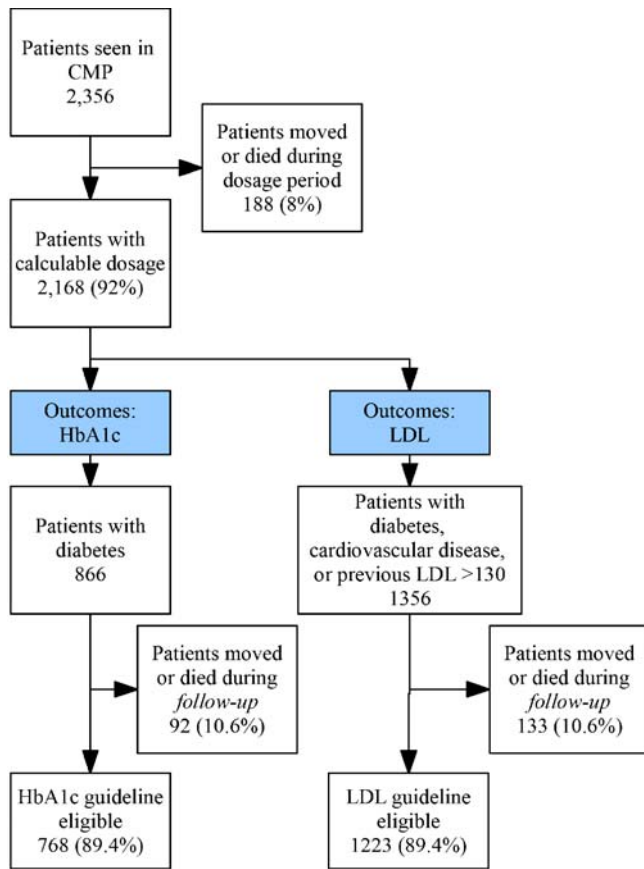 Patients seen in
CMP
2,356
Patients moved
or died during
dosage period
188 (8%)
Patients with
calculable dosage
2,168 (92%)
Outcomes:
HbA1c
Outcomes:
LDL
Patients with
diabetes
866
Patients with
diabetes,
cardiovascular disease,
or previous LDL >130
1356
Patients moved
or died during
follow-up
92 (10.6%)
Patients moved
or died during
follow-up
133 (10.6%)
HbA1c guideline
eligible
768 (89.4%)
LDL guideline
eligible
1223 (89.4%)